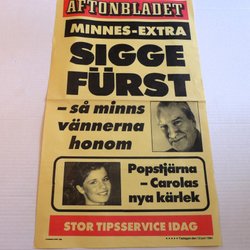 AFTONBLADET
MINNES-EXTRA
SIGGE
FÜRST
– så minns
vännerna
honom
Popstjärna
– Carolas
nya kärlek
STOR TIPSSERVICE IDAG